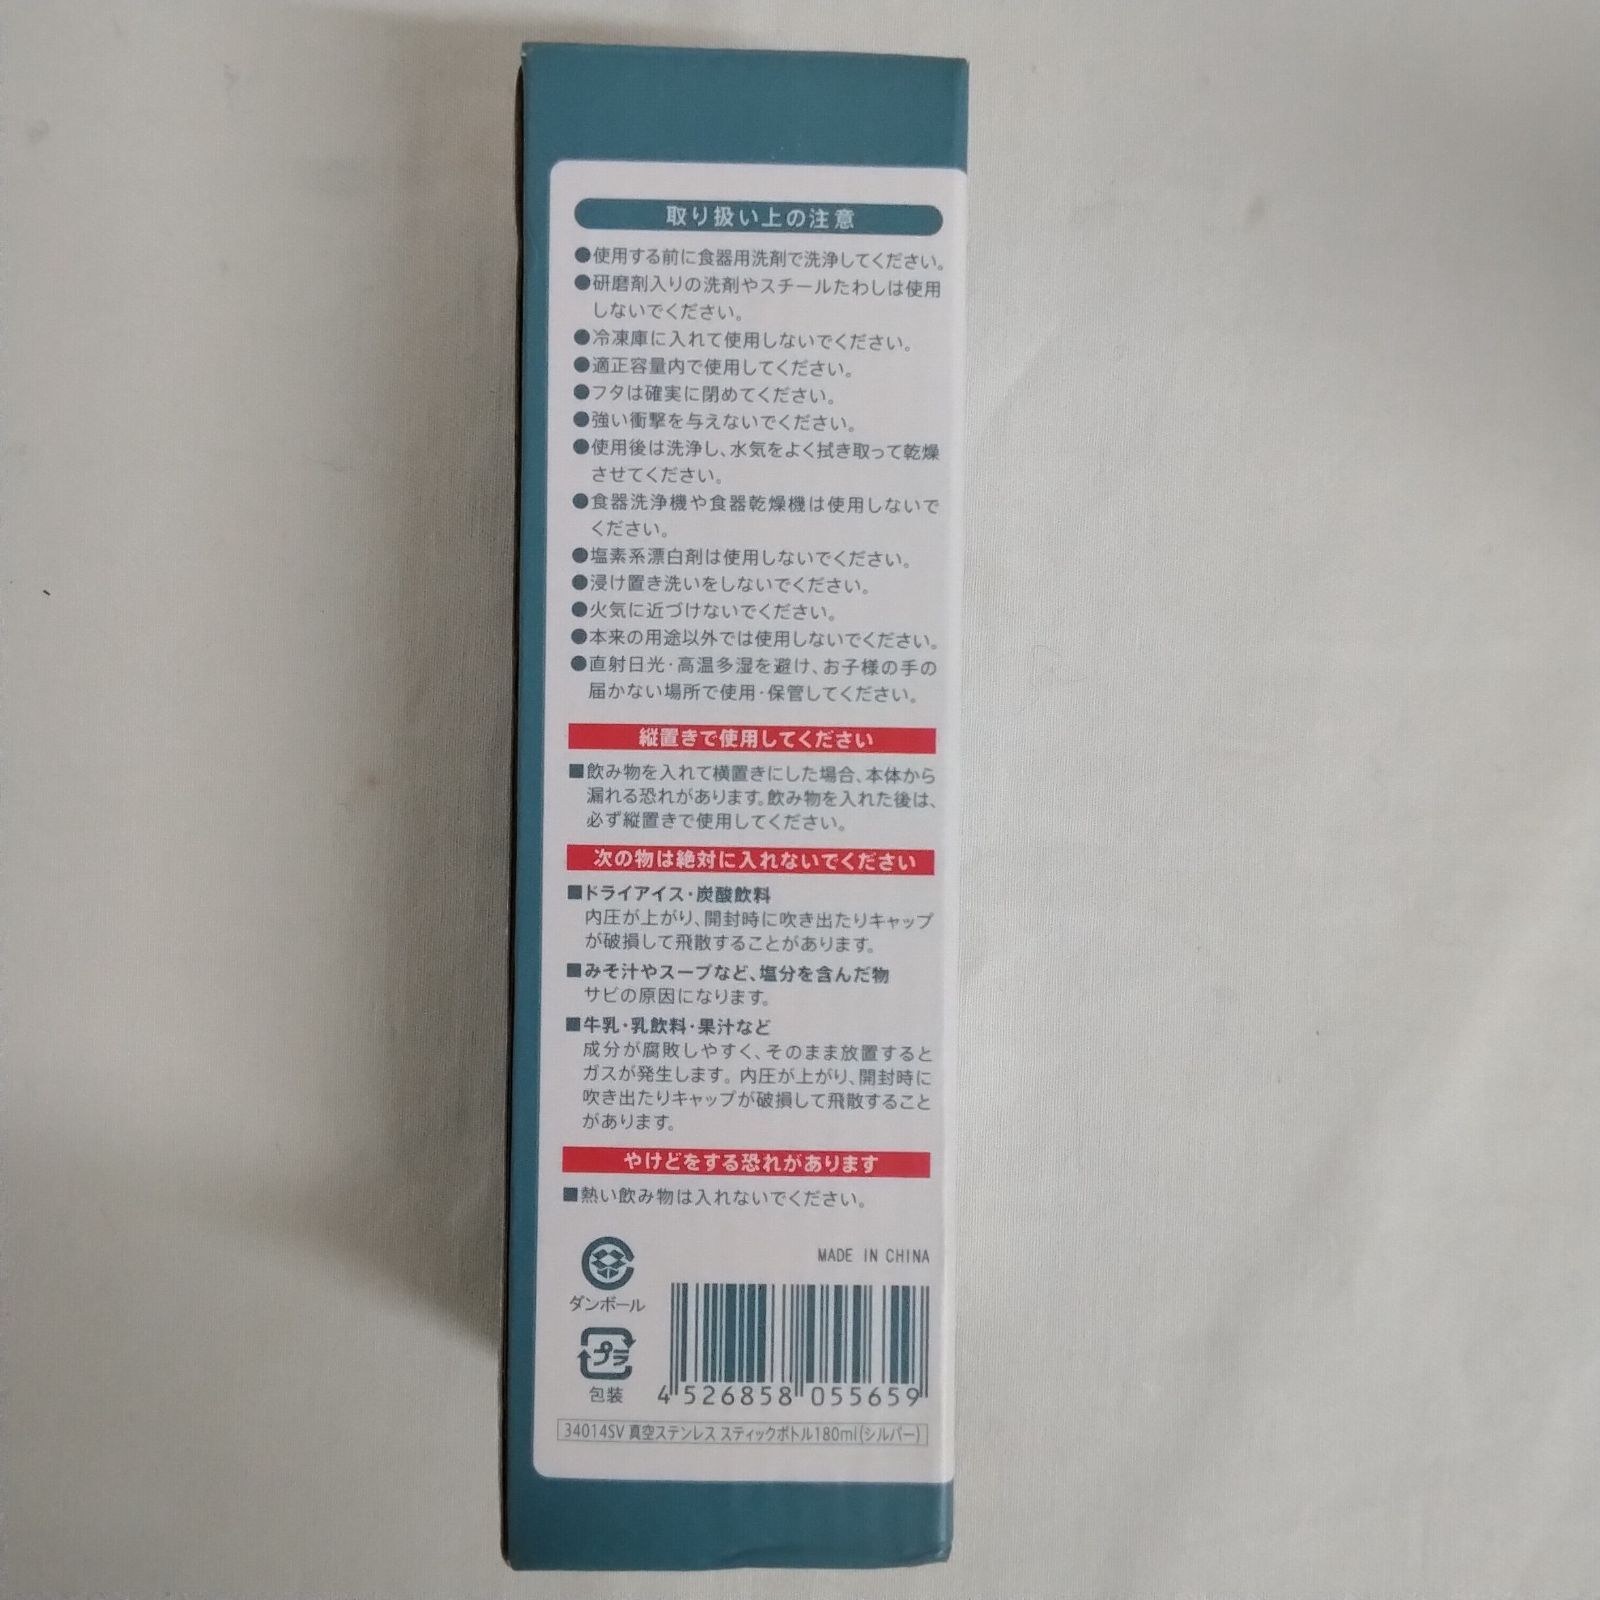 取り扱い上の注意
●使用する前に食器用洗剤で洗浄してください。
●研磨剤入りの洗剤やスチールたわしは使用
しないでください。
●冷凍庫に入れて使用しないでください。
●適正容量内で使用してください。
●フタは確実に閉めてください。
●強い衝撃を与えないでください。
●使用後は洗浄し、水気をよく拭き取って乾燥
させてください。
●食器洗浄機や食器乾燥機は使用しないで
ください。
●塩素系漂白剤は使用しないでください。
●浸け置き洗いをしないでください。
●火気に近づけないでください。
●本来の用途以外では使用しないでください。
●直射日光・高温多湿を避け、お子様の手の
届かない場所で使用・保管してください。
縦置きで使用してください
■飲み物を入れて横置きにした場合、本体から
漏れる恐れがあります。飲み物を入れた後は、
必ず縦置きで使用してください。
次の物は絶対に入れないでください
■ドライアイス・炭酸飲料
内圧が上がり、開封時に吹き出たりキャップ
が破損して飛散することがあります。
■みそ汁やスープなど、塩分を含んだ物
サビの原因になります。
■牛乳・乳飲料・果汁など
成分が腐敗しやすく、そのまま放置すると
ガスが発生します。内圧が上がり、開封時に
吹き出たりキャップが破損して飛散すること
があります。
やけどをする恐れがあります
■熱い飲み物は入れないでください。
MADE IN CHINA
ダンボール
プラ
包装
4 526858 055659
34014SV 真空ステンレス スティックボトル180ml(シルバー)